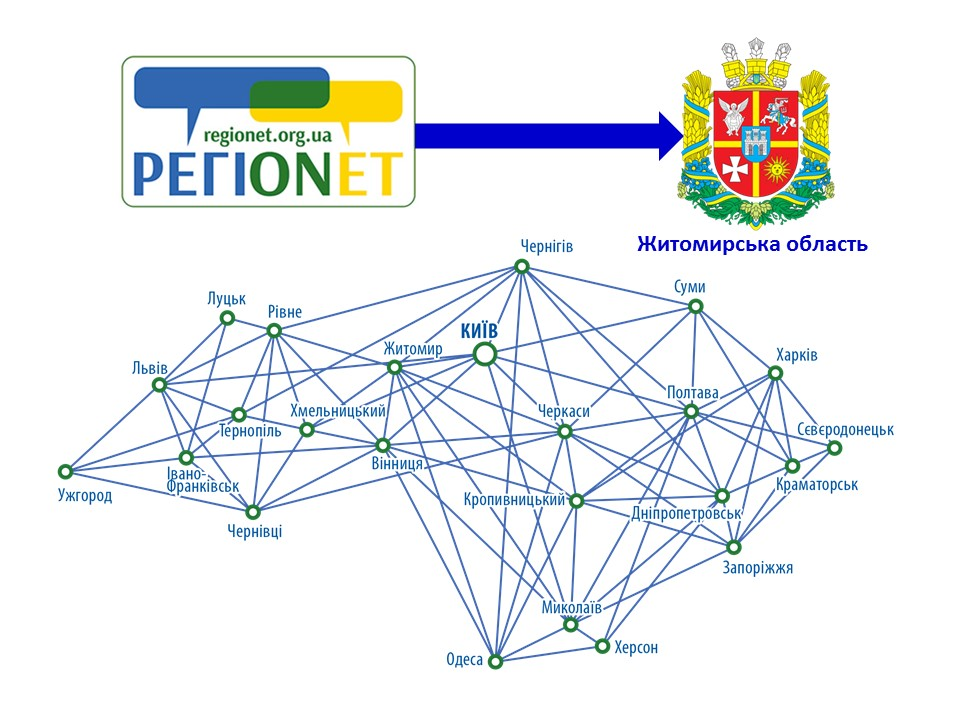 regionet.org.ua
РЕГІОNET
Житомирська область
Чернігів
Суми
Луцьк
Рівне
КИЇВ
Житомир
Харків
Львів
Полтава
Хмельницький
Черкаси
Сєвєродонецьк
Тернопіль
Вінниця
Івано-
Франківськ
Краматорськ
Ужгород
Кропивницький
Дніпропетровськ
Чернівці
Запоріжжя
Миколаїв
Херсон
Одеса